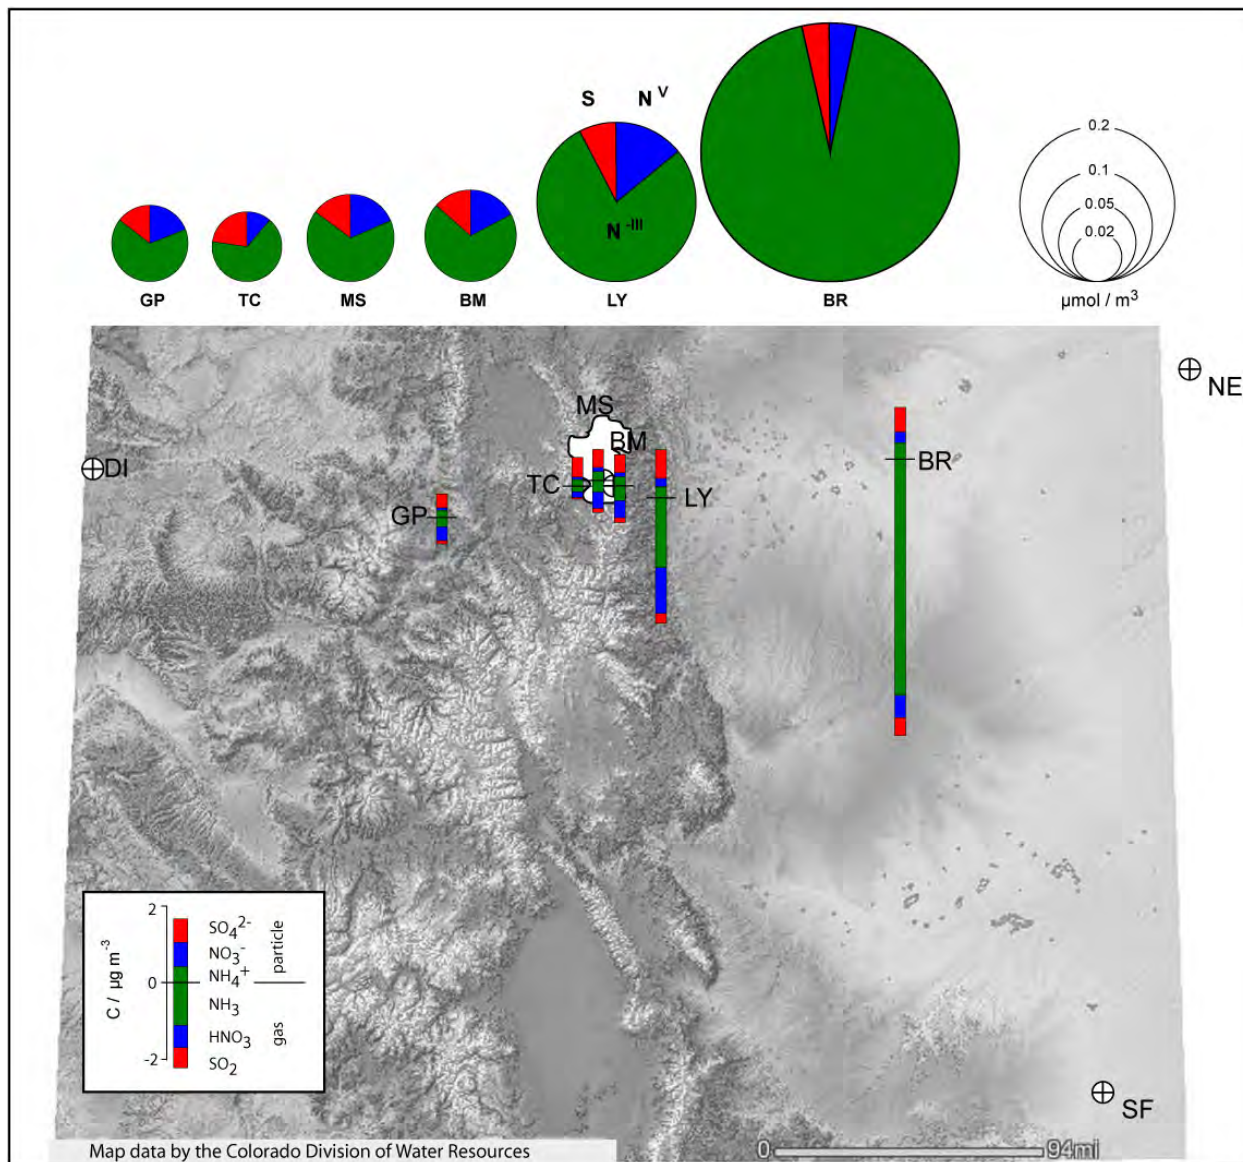 S N V
N -III
GP TC MS BM LY BR
0.2
0.1
0.05
0.02
µmol / m3
NE
MS
BM
DI
TC
LY
BR
GP
2
0
-2
C / µg m-3
SO42-
NO3-
NH4+
NH3
HNO3
SO2
particle
gas
SF
Map data by the Colorado Division of Water Resources
0 94mi